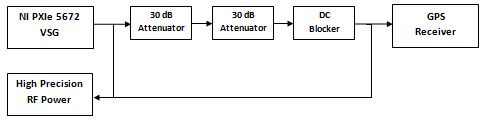 NI PXIe 5672
VSG
30 dB
Attenuator
30 dB
Attenuator
DC
Blocker
GPS
Receiver
High Precision
RF Power